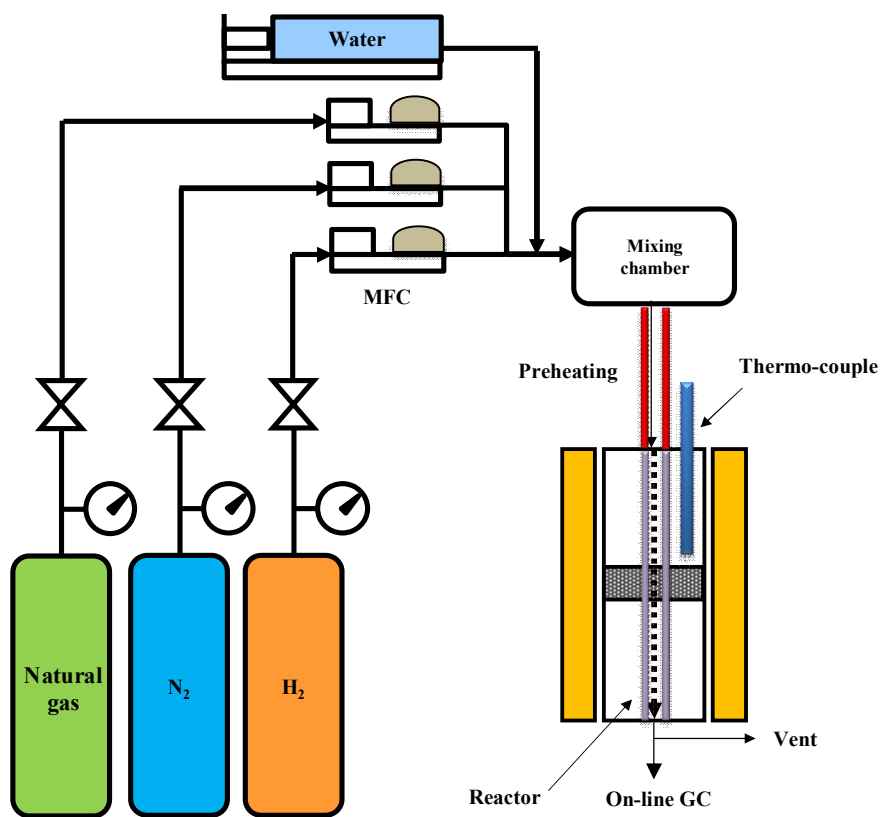 Water
MFC
Mixing
chamber
Preheating
Thermo-couple
Natural
gas
N₂
H₂
Reactor
On-line GC
Vent